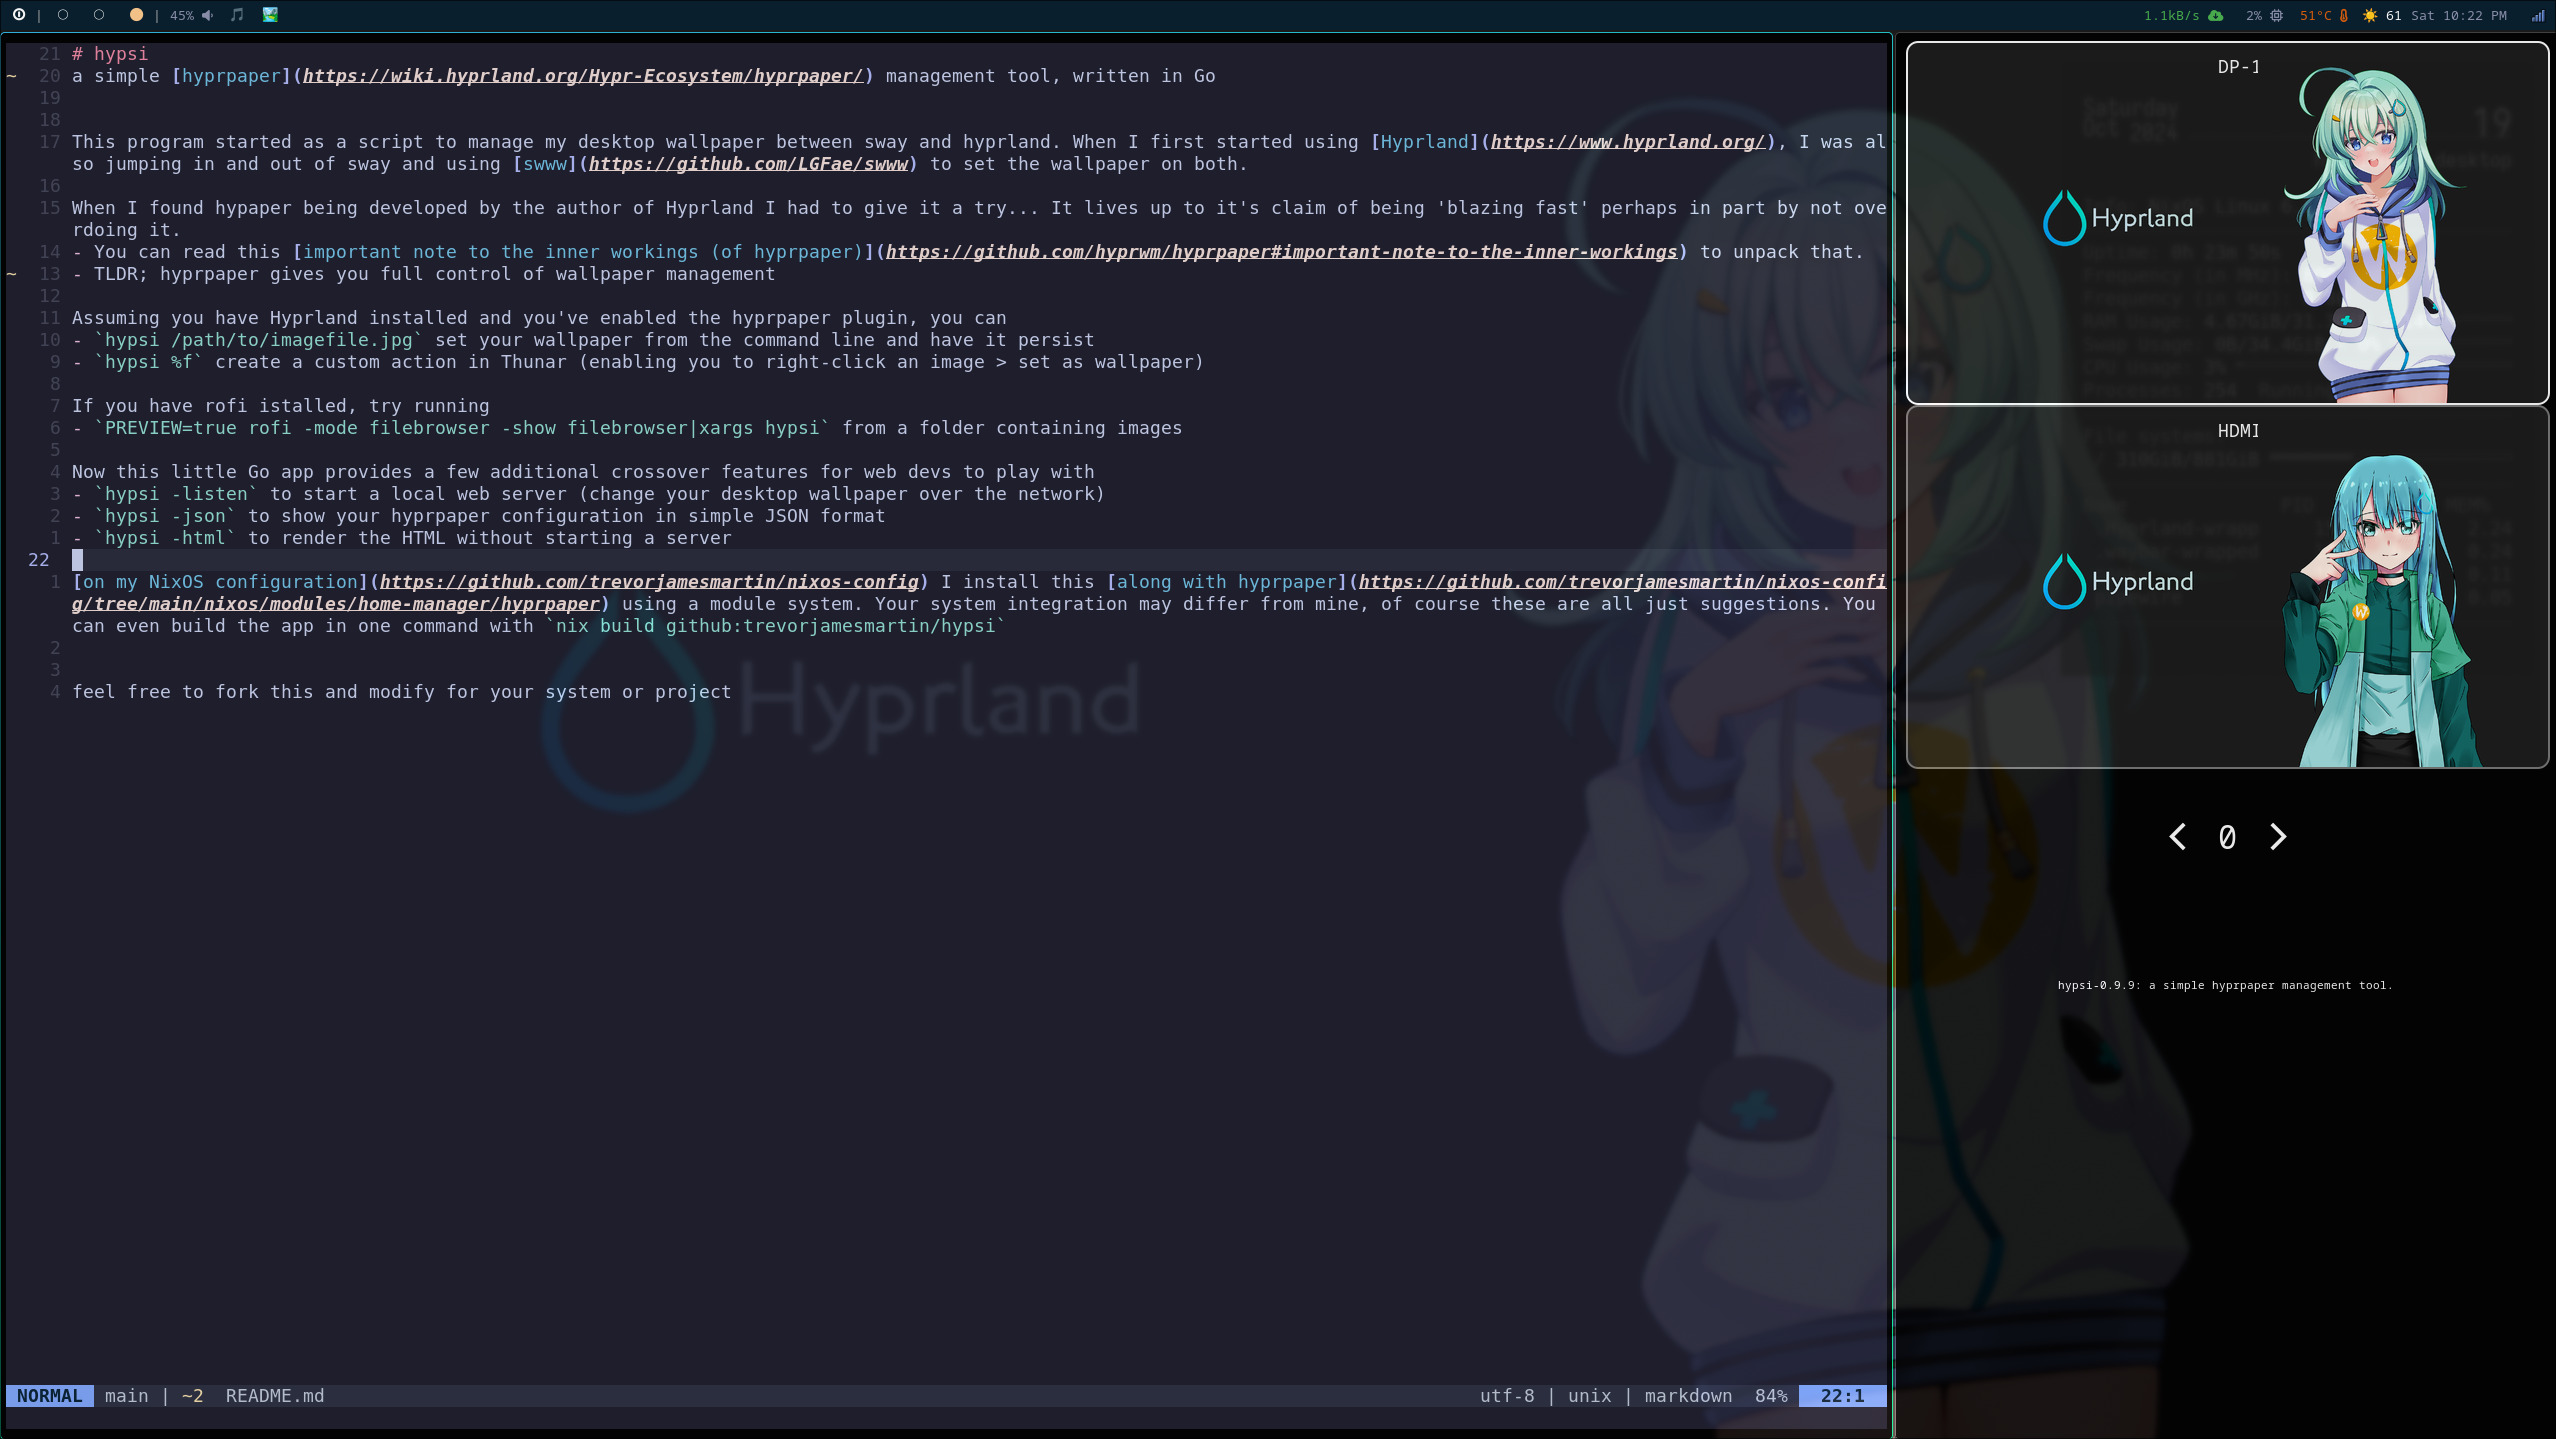 45%
1.1kB/s 2% 51°C 61 Sat 10:22 PM
21 # hypsi
~ 20 a simple [hyprpaper](https://wiki.hyprland.org/Hypr-Ecosystem/hyprpaper/) management tool, written in Go
19
18
17 This program started as a script to manage my desktop wallpaper between sway and hyprland. When I first started using [Hyprland](https://www.hyprland.org/), I was al
so jumping in and out of sway and using [swww](https://github.com/LGFae/swww) to set the wallpaper on both.
16
15 When I found hypaper being developed by the author of Hyprland I had to give it a try... It lives up to it's claim of being 'blazing fast' perhaps in part by not ove
rdoing it.
14 - You can read this [important note to the inner workings (of hyprpaper)](https://github.com/hyprwm/hyprpaper#important-note-to-the-inner-workings) to unpack that.
~ 13 - TLDR; hyprpaper gives you full control of wallpaper management
12
11 Assuming you have Hyprland installed and you've enabled the hyprpaper plugin, you can
10 - `hypsi /path/to/imagefile.jpg` set your wallpaper from the command line and have it persist
9 - `hypsi %f` create a custom action in Thunar (enabling you to right-click an image > set as wallpaper)
8
7 If you have rofi istalled, try running
6 - `PREVIEW=true rofi -mode filebrowser -show filebrowser|xargs hypsi` from a folder containing images
5
4 Now this little Go app provides a few additional crossover features for web devs to play with
3 - `hypsi -listen` to start a local web server (change your desktop wallpaper over the network)
2 - `hypsi -json` to show your hyprpaper configuration in simple JSON format
1 - `hypsi -html` to render the HTML without starting a server
22
1 [on my NixOS configuration](https://github.com/trevorjamesmartin/nixos-config) I install this [along with hyprpaper](https://github.com/trevorjamesmartin/nixos-confi
g/tree/main/nixos/modules/home-manager/hyprpaper) using a module system. Your system integration may differ from mine, of course these are all just suggestions. You
can even build the app in one command with `nix build github:trevorjamesmartin/hypsi`
2
3
4 feel free to fork this and modify for your system or project
Hyprland
NORMAL main | ~2 README.md utf-8 | unix | markdown 84% 22:1
DP-1
Saturday 19
Oct 2024
desktop
Hyprland
HDMI
Hyprland
< 0 >
hypsi-0.9.9: a simple hyprpaper management tool.